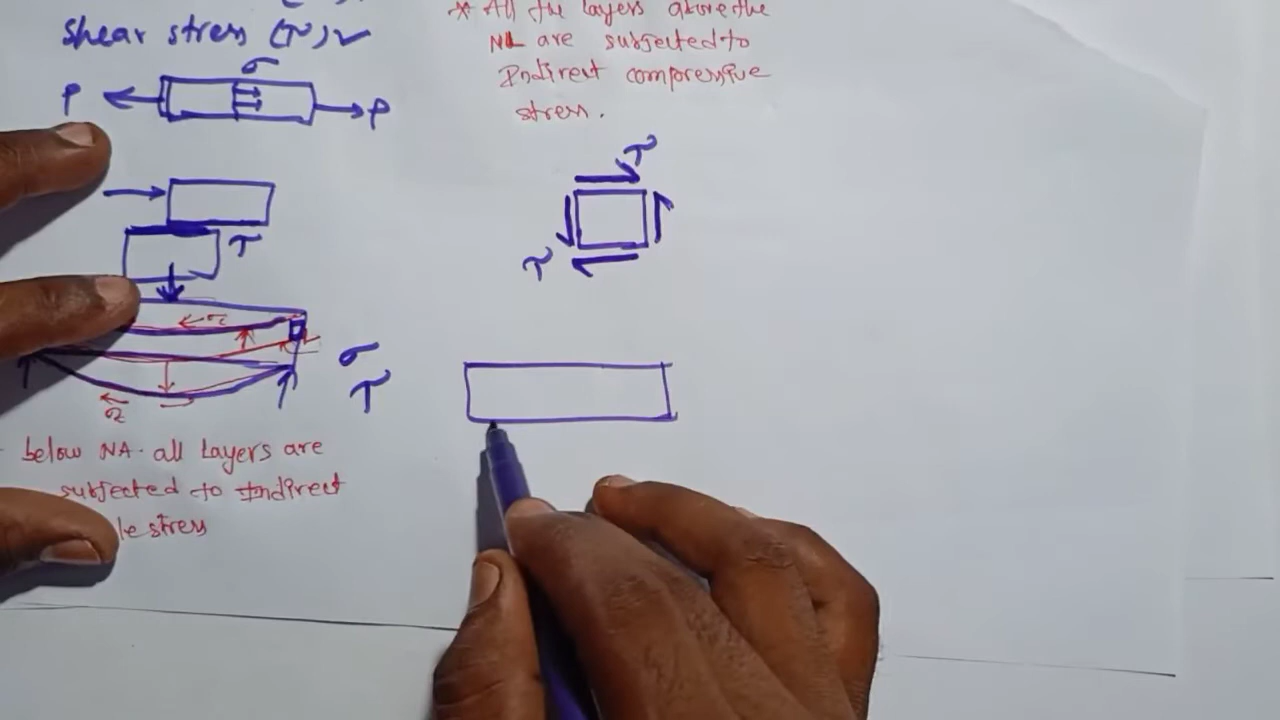 shear stress (τ)✓
σ
P
P
τ
σ
σ
σ
τ
below NA. all layers are
subjected to Indirect
le stress
* All the layers above the
NL are subjected to
Indirect compressive
stress.
τ
τ